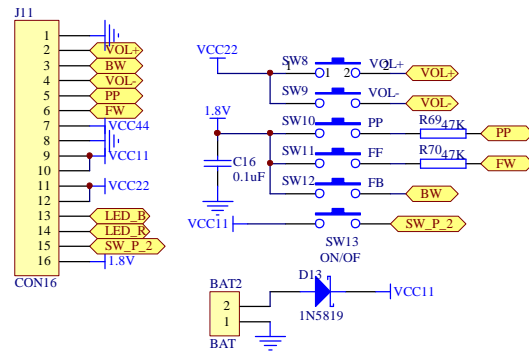 J11
1
2 VOL+
3 BW
4 VOL-
5 PP
6 FW
7 VCC44
8
9 VCC11
10
11 VCC22
12
13 LED_B
14 LED_R
15 SW_P_2
16 1.8V
CON16
VCC22
SW8
1 1 2 2
VOL+
VOL+
SW9
VOL-
VOL-
1.8V
SW10
PP
R69
47K
PP
C16
0.1uF
SW11
FF
R70
47K
FW
SW12
FB
BW
VCC11
SW_P_2
SW13
ON/OF
BAT2
2
1
BAT
D13
1N5819
VCC11